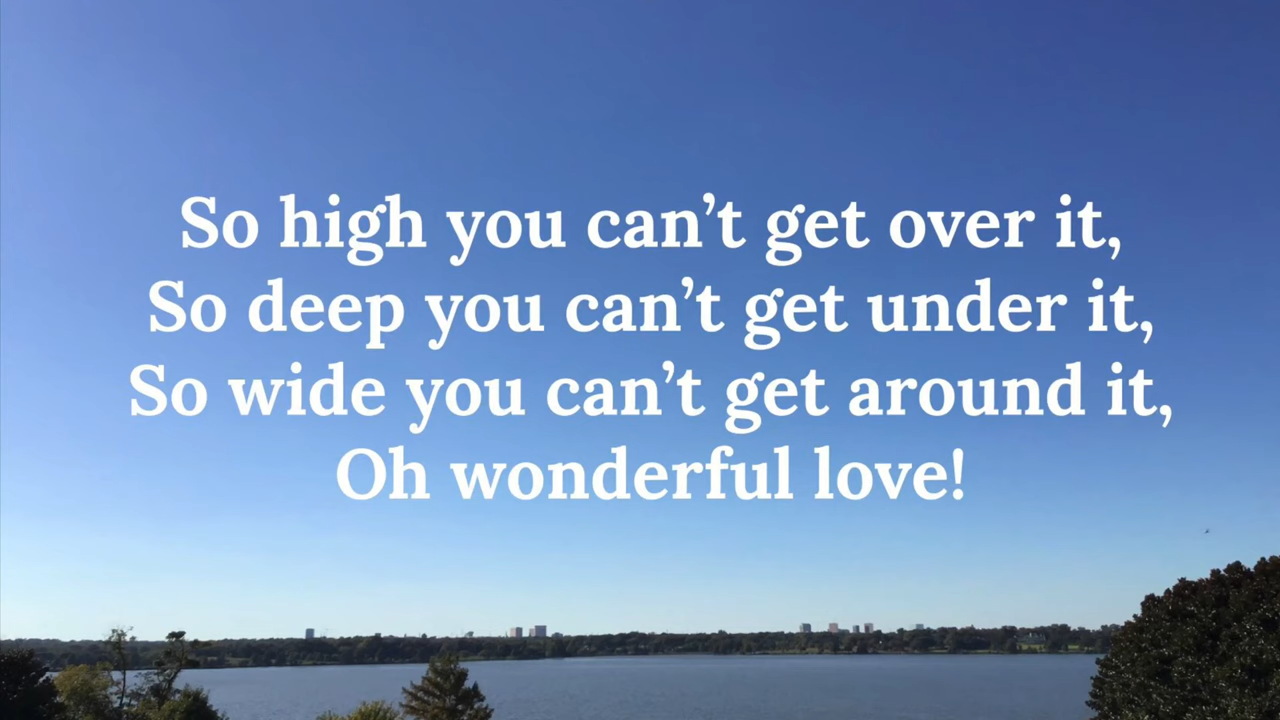 So high you can’t get over it,
So deep you can’t get under it,
So wide you can’t get around it,
Oh wonderful love!